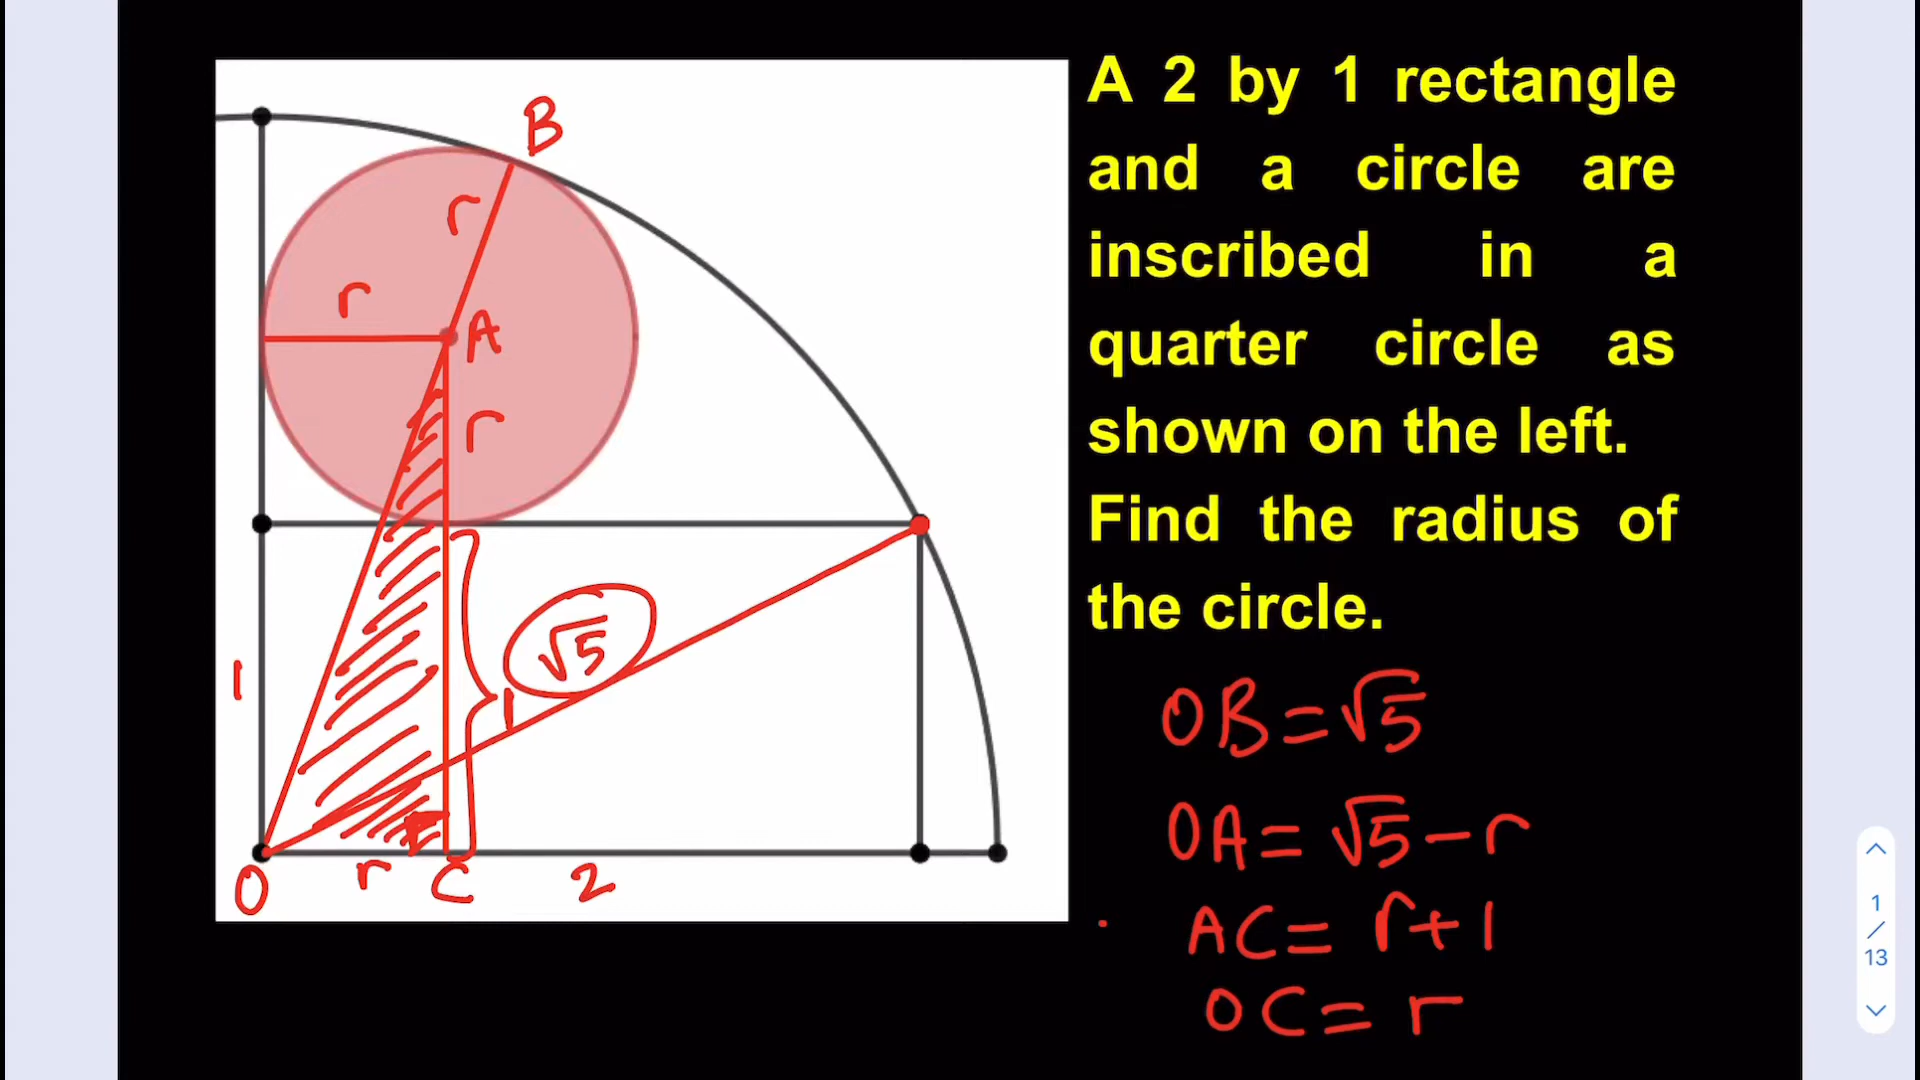 A 2 by 1 rectangle
and a circle are
inscribed in a
quarter circle as
shown on the left.
Find the radius of
the circle.
B
r
r
A
r
√5
1
1
O
r
C
2
OB = √5
OA = √5 - r
AC = r + 1
OC = r
1
/
13